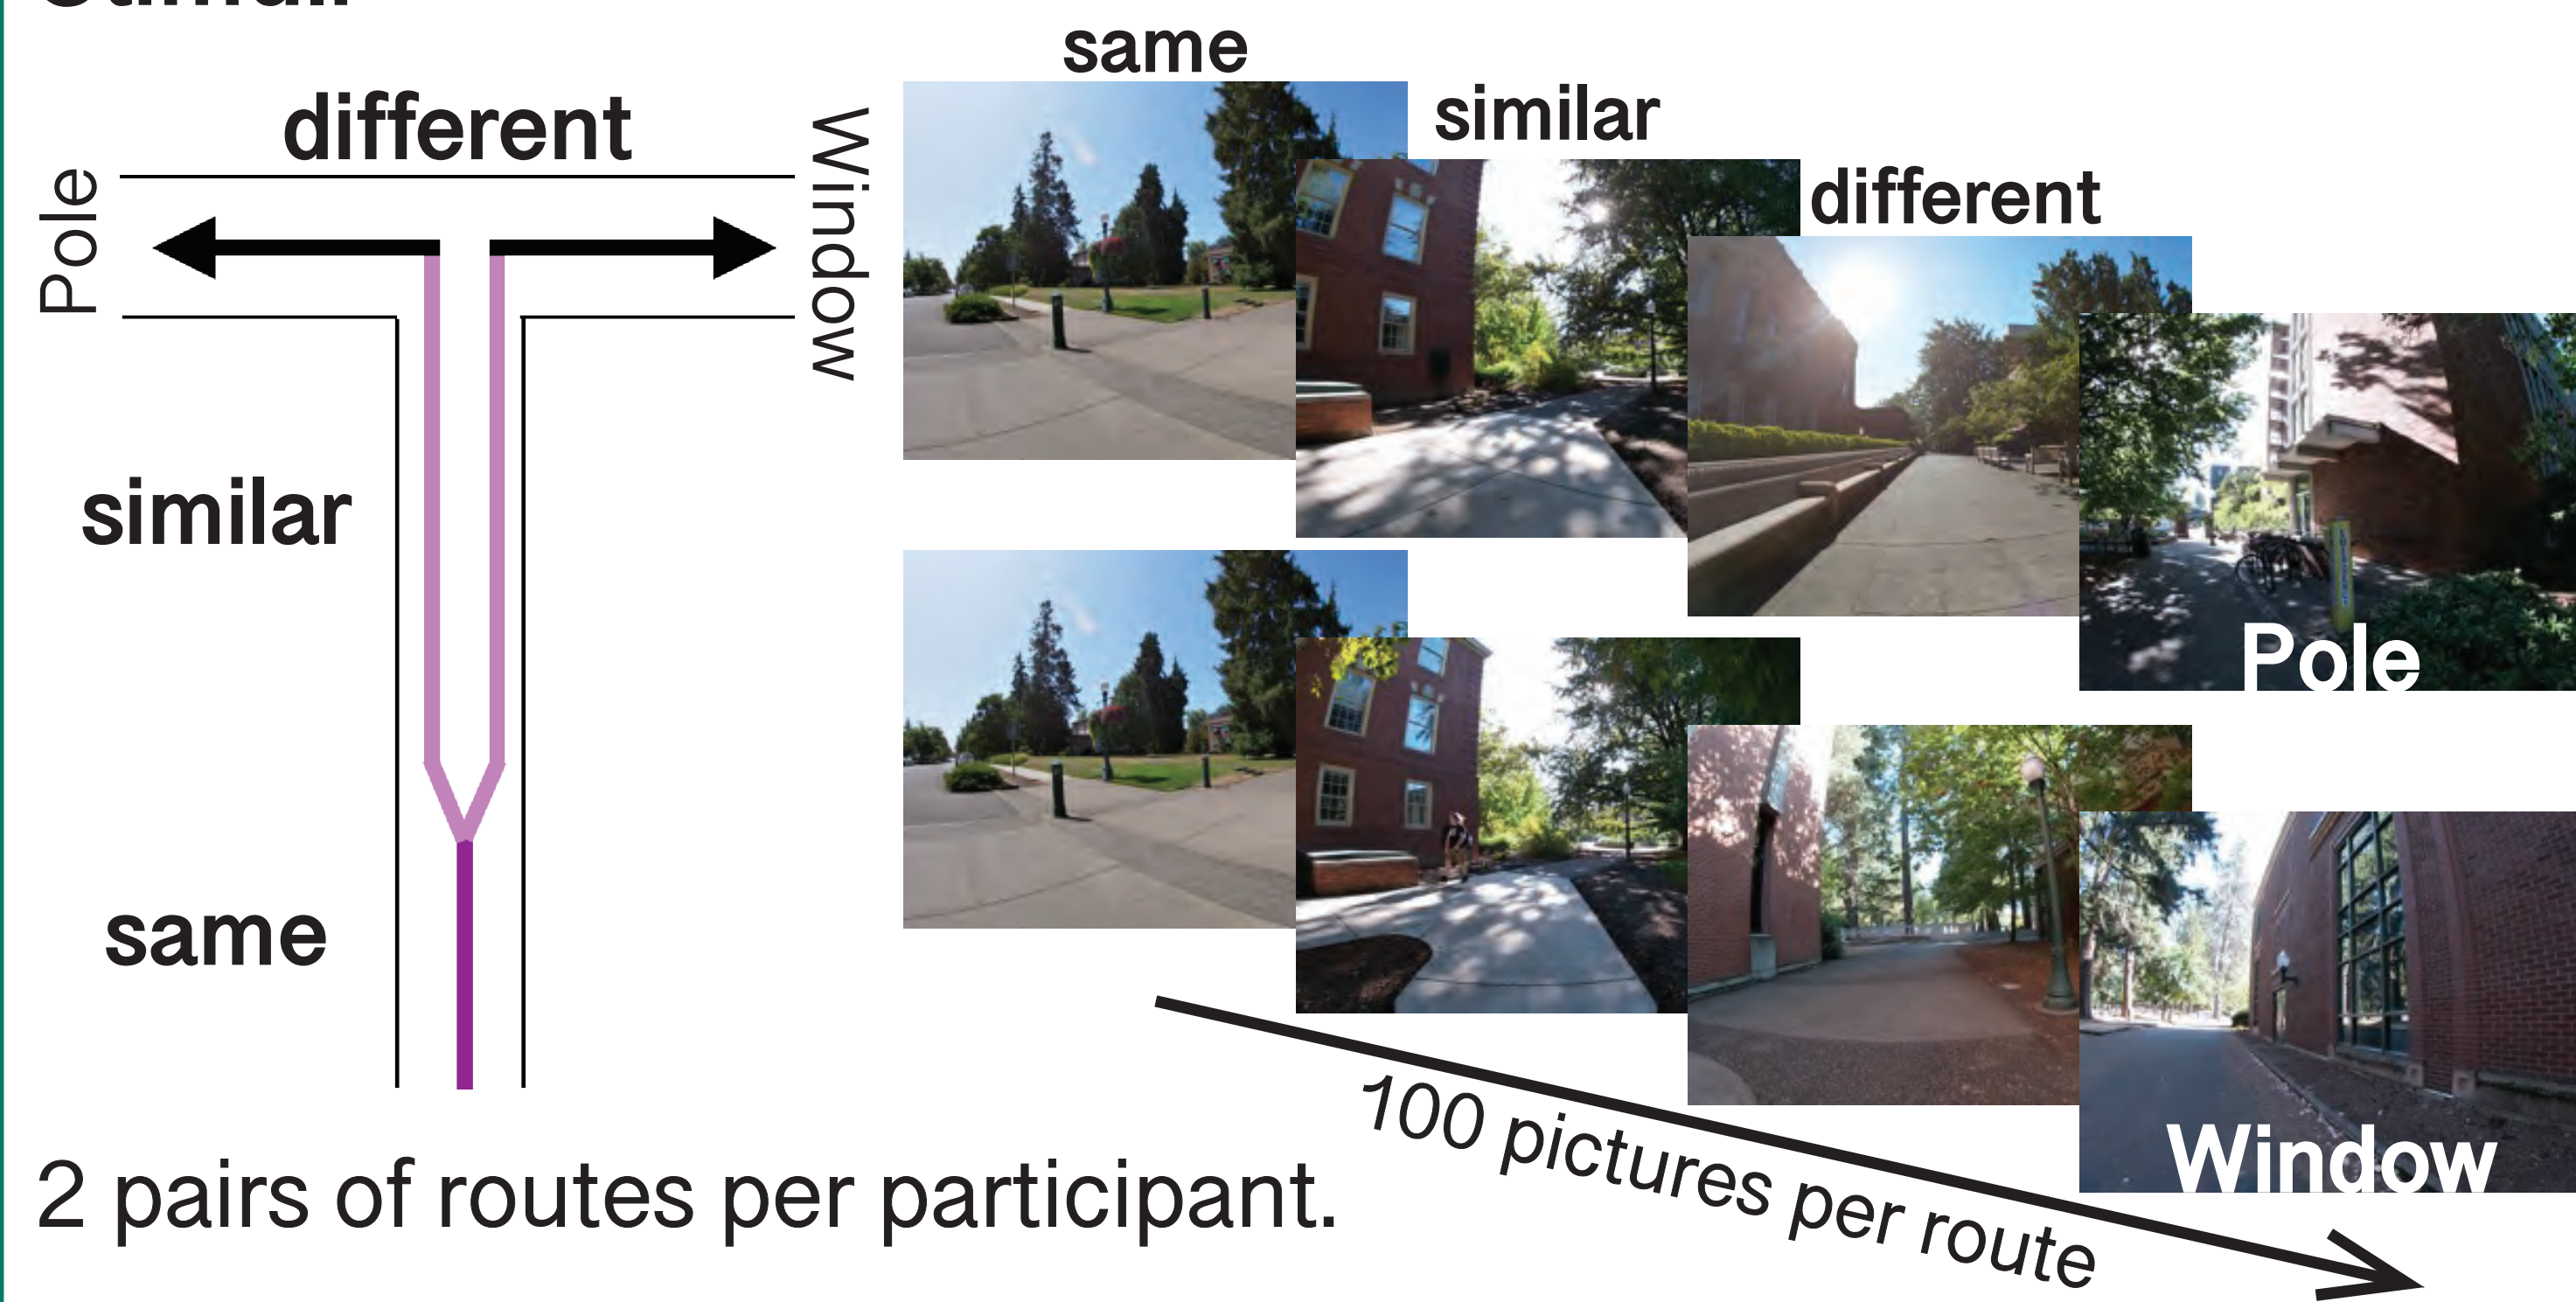 different
Pole
Window
similar
same
same
similar
different
Pole
Window
100 pictures per route
2 pairs of routes per participant.